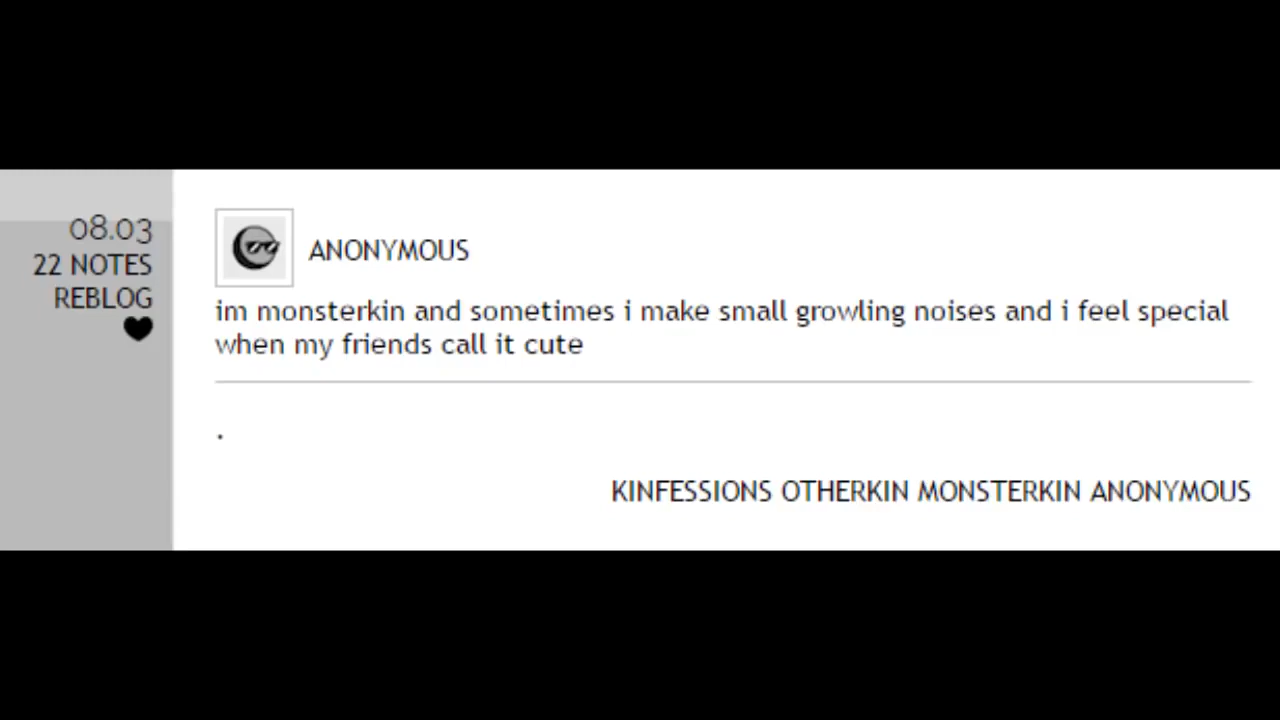 08.03
22 NOTES
REBLOG
ANONYMOUS
im monsterkin and sometimes i make small growling noises and i feel special
when my friends call it cute
.
KINFESSIONS OTHERKIN MONSTERKIN ANONYMOUS